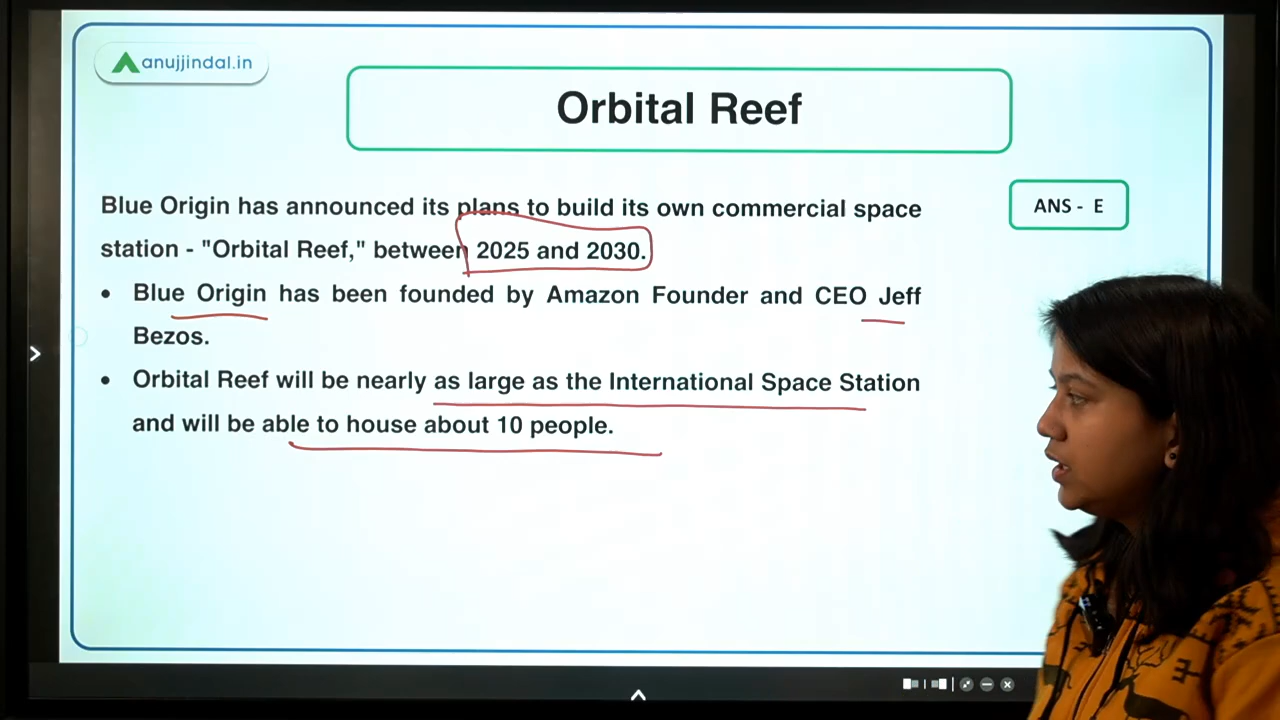 anujjindal.in
Orbital Reef
Blue Origin has announced its plans to build its own commercial space
station - "Orbital Reef," between 2025 and 2030.
ANS - E
• Blue Origin has been founded by Amazon Founder and CEO Jeff
Bezos.
• Orbital Reef will be nearly as large as the International Space Station
and will be able to house about 10 people.